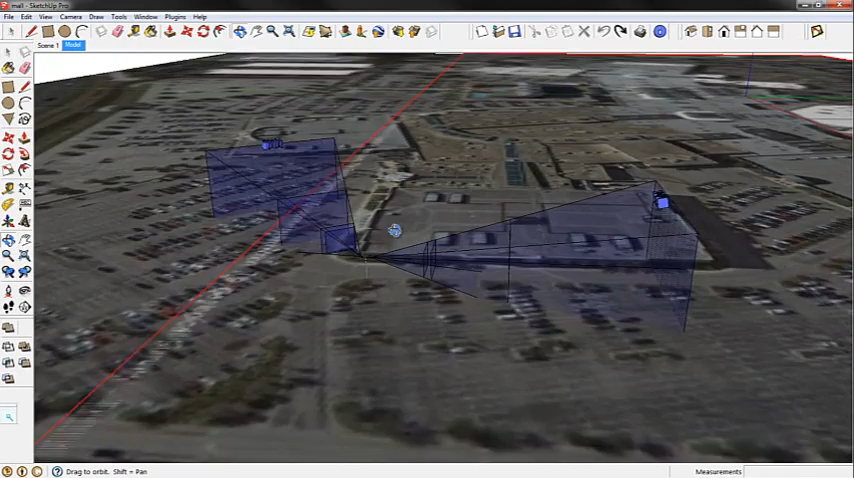 mall - SketchUp Pro
File Edit View Camera Draw Tools Window Plugins Help
Scene 1 Model
Drag to orbit. Shift = Pan
Measurements